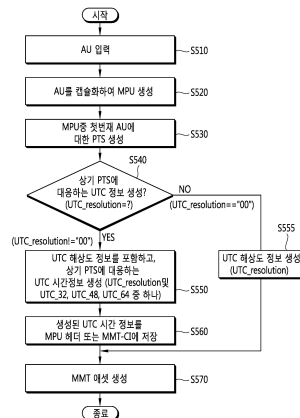 시작
AU 입력
S510
AU를 캡슐화하여 MPU 생성
S520
MPU중 첫번재 AU에
대한 PTS 생성
S530
S540
상기 PTS에
대응하는 UTC 정보 생성?
(UTC_resolution=?)
NO
(UTC_resolution=="00")
(UTC_resolution!="00")
YES
S555
UTC 해상도 정보 생성
(UTC_resolution)
UTC 해상도 정보를 포함하고,
상기 PTS에 대응하는
UTC 시간정보 생성 (UTC_resolution및
UTC_32, UTC_48, UTC_64 중 하나)
S550
생성된 UTC 시간 정보를
MPU 헤더 또는 MMT-CI에 저장
S560
MMT 애셋 생성
S570
종료